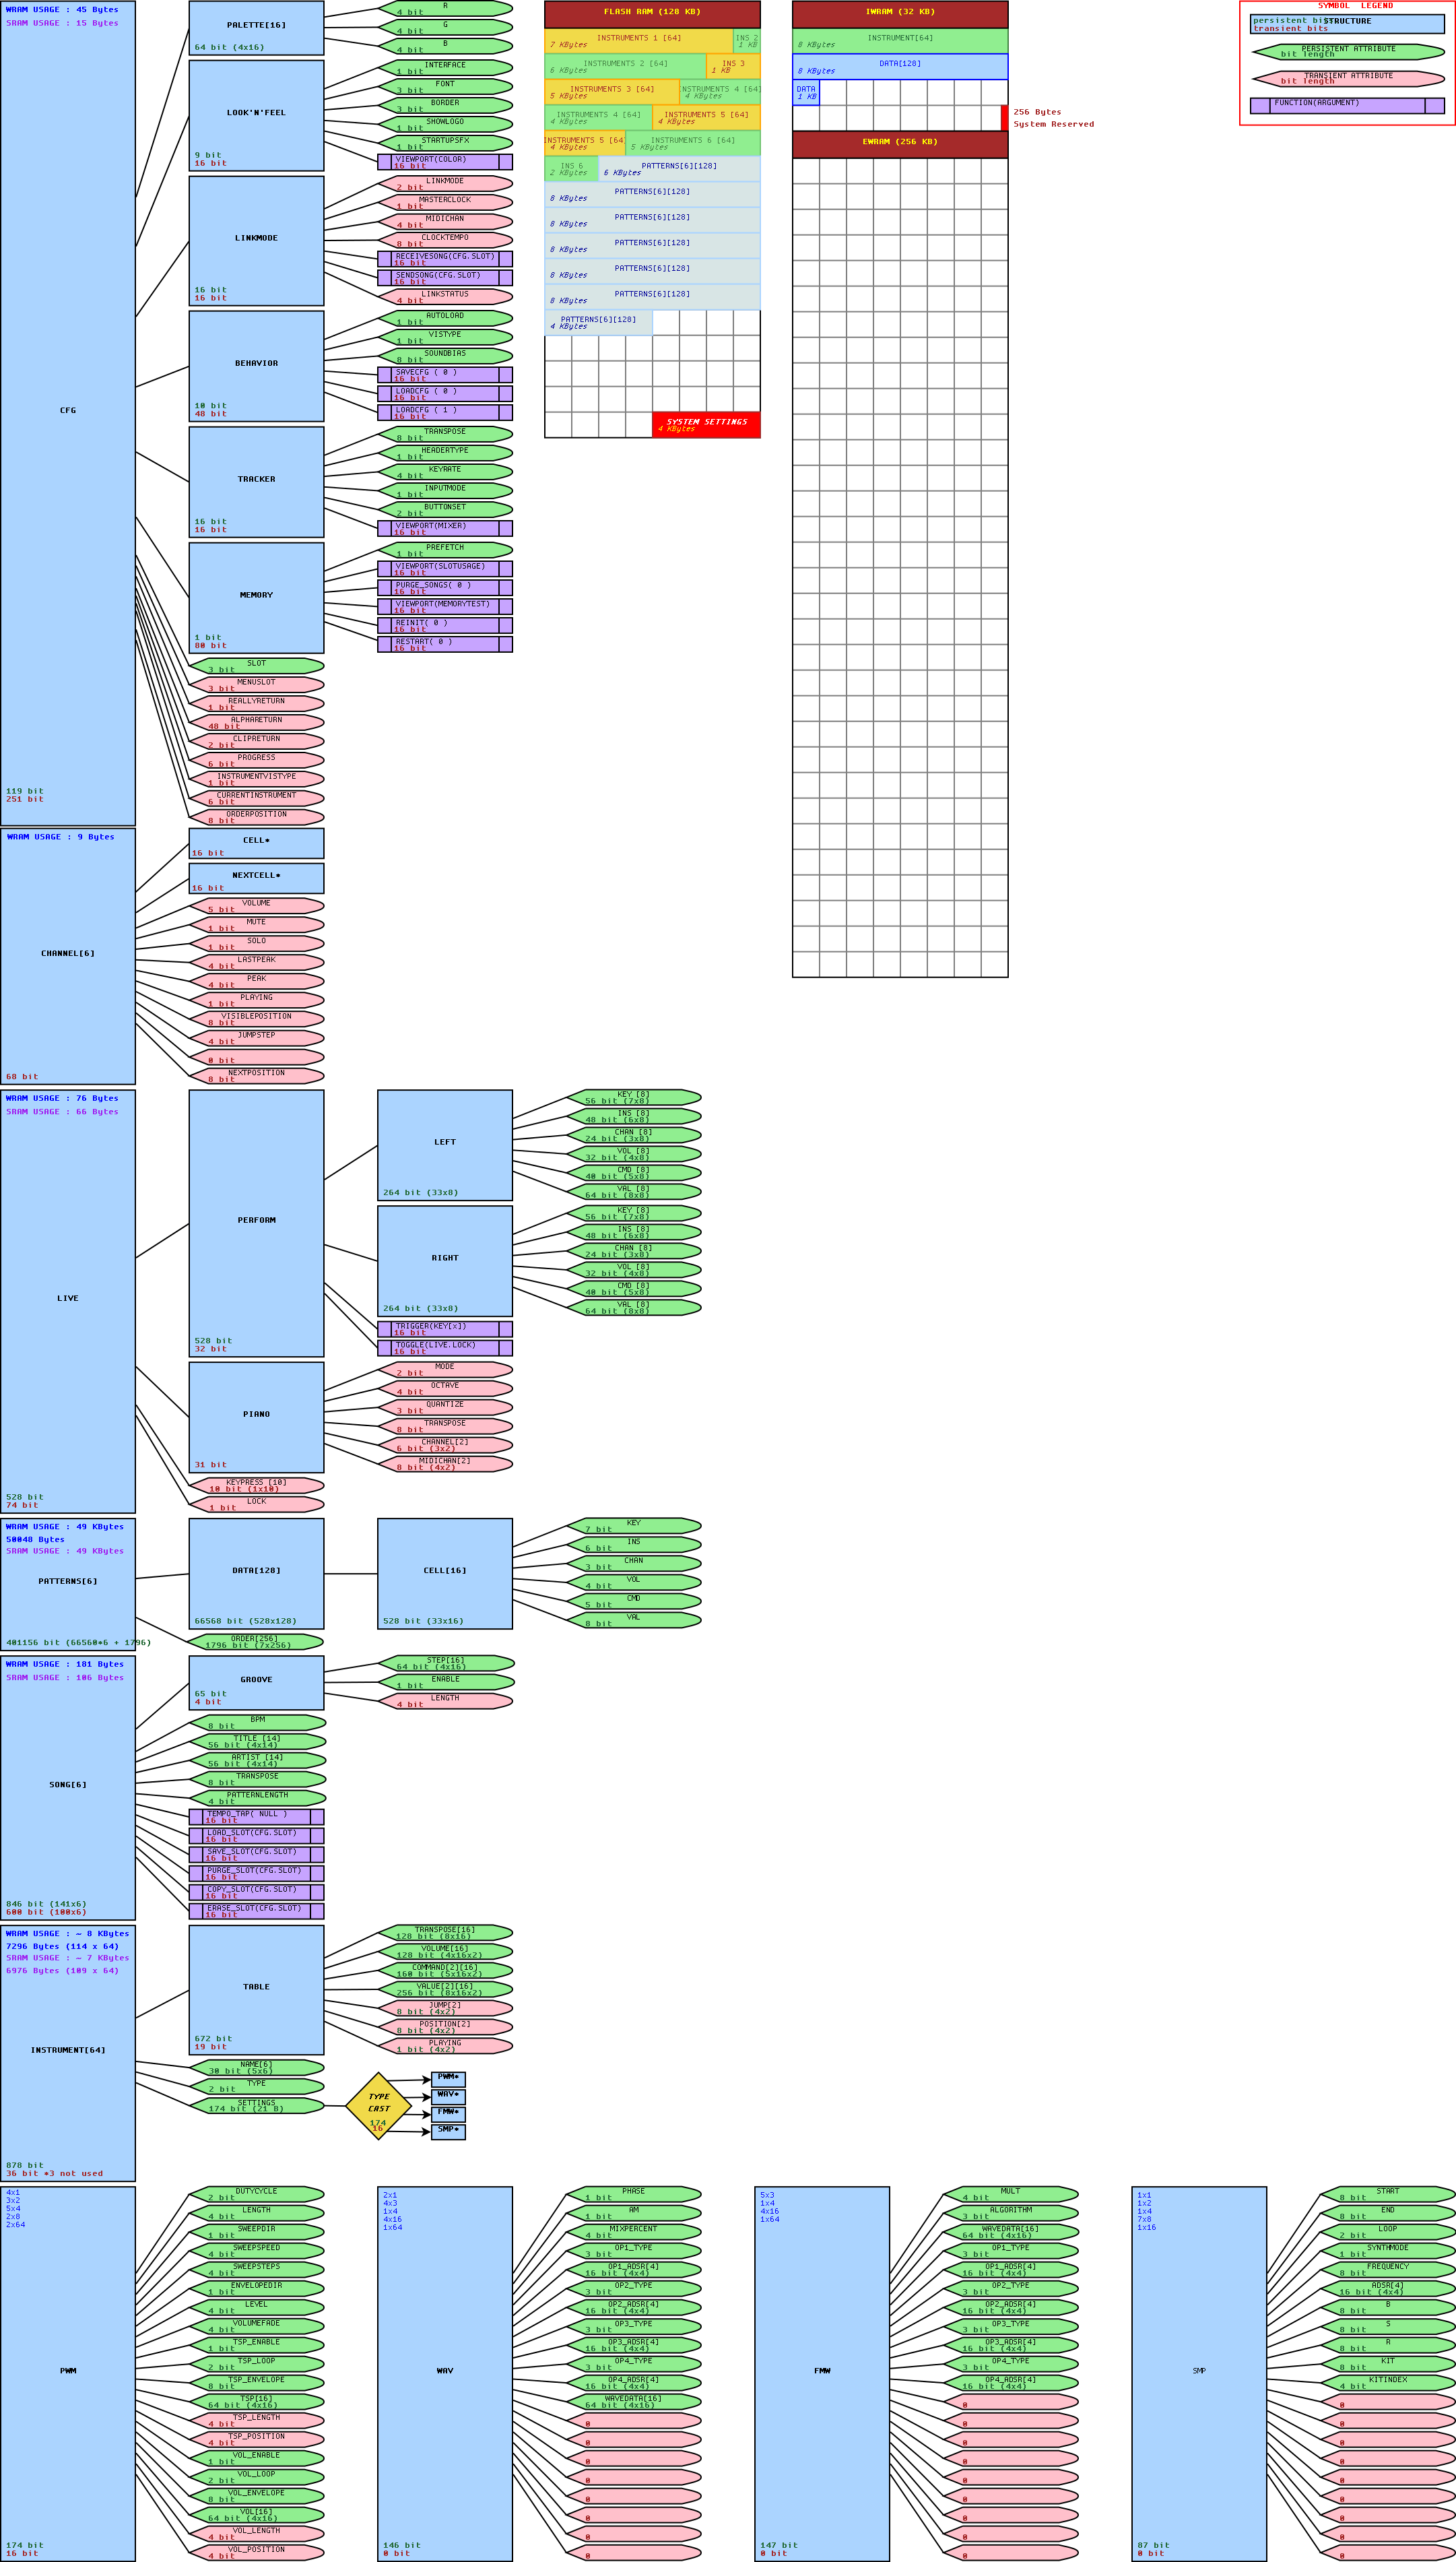 WRAM USAGE : 45 Bytes
SRAM USAGE : 15 Bytes
CFG
119 bit
251 bit
PALETTE[16]
64 bit (4x16)
R
4 bit
G
4 bit
B
4 bit
LOOK'N'FEEL
9 bit
16 bit
INTERFACE
1 bit
FONT
3 bit
BORDER
3 bit
SHOWLOGO
1 bit
STARTUPSFX
1 bit
VIEWPORT(COLOR)
16 bit
LINKMODE
16 bit
16 bit
LINKMODE
2 bit
MASTERCLOCK
1 bit
MIDICHAN
4 bit
CLOCKTEMPO
8 bit
RECEIVESONG(CFG.SLOT)
16 bit
SENDSONG(CFG.SLOT)
16 bit
LINKSTATUS
4 bit
BEHAVIOR
10 bit
48 bit
AUTOLOAD
1 bit
VISTYPE
1 bit
SOUNDBIAS
8 bit
SAVECFG ( 0 )
16 bit
LOADCFG ( 0 )
16 bit
LOADCFG ( 1 )
16 bit
TRACKER
16 bit
16 bit
TRANSPOSE
8 bit
HEADERTYPE
1 bit
KEYRATE
4 bit
INPUTMODE
1 bit
BUTTONSET
2 bit
VIEWPORT(MIXER)
16 bit
MEMORY
1 bit
80 bit
PREFETCH
1 bit
VIEWPORT(SLOTUSAGE)
16 bit
PURGE_SONGS( 0 )
16 bit
VIEWPORT(MEMORYTEST)
16 bit
REINIT( 0 )
16 bit
RESTART( 0 )
16 bit
SLOT
3 bit
MENUSLOT
3 bit
REALLYRETURN
1 bit
ALPHARETURN
48 bit
CLIPRETURN
2 bit
PROGRESS
6 bit
INSTRUMENTVISTYPE
1 bit
CURRENTINSTRUMENT
6 bit
ORDERPOSITION
8 bit
FLASH RAM (128 KB)
INSTRUMENTS 1 [64]
7 KBytes
INS 2
1 KB
INSTRUMENTS 2 [64]
6 KBytes
INS 3
1 KB
INSTRUMENTS 3 [64]
5 KBytes
NSTRUMENTS 4 [64]
4 KBytes
INSTRUMENTS 4 [64]
4 KBytes
INSTRUMENTS 5 [64]
4 KBytes
INSTRUMENTS 5 [64]
4 KBytes
INSTRUMENTS 6 [64]
5 KBytes
INS 6
2 KBytes
PATTERNS[6][128]
6 KBytes
PATTERNS[6][128]
8 KBytes
PATTERNS[6][128]
8 KBytes
PATTERNS[6][128]
8 KBytes
PATTERNS[6][128]
8 KBytes
PATTERNS[6][128]
8 KBytes
PATTERNS[6][128]
4 KBytes
SYSTEM SETTINGS
4 KBytes
IWRAM (32 KB)
INSTRUMENT[64]
8 KBytes
DATA[128]
8 KBytes
DATA
1 KB
256 Bytes
System Reserved
EWRAM (256 KB)
SYMBOL LEGEND
persistent bits
STRUCTURE
transient bits
PERSISTENT ATTRIBUTE
bit length
TRANSIENT ATTRIBUTE
bit length
FUNCTION(ARGUMENT)
WRAM USAGE : 9 Bytes
CHANNEL[6]
68 bit
CELL*
16 bit
NEXTCELL*
16 bit
VOLUME
5 bit
MUTE
1 bit
SOLO
1 bit
LASTPEAK
4 bit
PEAK
4 bit
PLAYING
1 bit
VISIBLEPOSITION
8 bit
JUMPSTEP
4 bit
0 bit
NEXTPOSITION
8 bit
WRAM USAGE : 76 Bytes
SRAM USAGE : 66 Bytes
LIVE
528 bit
74 bit
PERFORM
528 bit
32 bit
LEFT
264 bit (33x8)
KEY [8]
56 bit (7x8)
INS [8]
48 bit (6x8)
CHAN [8]
24 bit (3x8)
VOL [8]
32 bit (4x8)
CMD [8]
40 bit (5x8)
VAL [8]
64 bit (8x8)
RIGHT
264 bit (33x8)
KEY [8]
56 bit (7x8)
INS [8]
48 bit (6x8)
CHAN [8]
24 bit (3x8)
VOL [8]
32 bit (4x8)
CMD [8]
40 bit (5x8)
VAL [8]
64 bit (8x8)
TRIGGER(KEY[x])
16 bit
TOGGLE(LIVE.LOCK)
16 bit
PIANO
31 bit
MODE
2 bit
OCTAVE
4 bit
QUANTIZE
3 bit
TRANSPOSE
8 bit
CHANNEL[2]
6 bit (3x2)
MIDICHAN[2]
8 bit (4x2)
KEYPRESS [10]
10 bit (1x10)
LOCK
1 bit
WRAM USAGE : 49 KBytes
50048 Bytes
SRAM USAGE : 49 KBytes
PATTERNS[6]
401156 bit (66560*6 + 1796)
DATA[128]
66568 bit (528x128)
CELL[16]
528 bit (33x16)
KEY
7 bit
INS
6 bit
CHAN
3 bit
VOL
4 bit
CMD
5 bit
VAL
8 bit
ORDER[256]
1796 bit (7x256)
WRAM USAGE : 181 Bytes
SRAM USAGE : 106 Bytes
SONG[6]
846 bit (141x6)
600 bit (100x6)
GROOVE
65 bit
4 bit
STEP[16]
64 bit (4x16)
ENABLE
1 bit
LENGTH
4 bit
BPM
8 bit
TITLE [14]
56 bit (4x14)
ARTIST [14]
56 bit (4x14)
TRANSPOSE
8 bit
PATTERNLENGTH
4 bit
TEMPO_TAP( NULL )
16 bit
LOAD_SLOT(CFG.SLOT)
16 bit
SAVE_SLOT(CFG.SLOT)
16 bit
PURGE_SLOT(CFG.SLOT)
16 bit
COPY_SLOT(CFG.SLOT)
16 bit
ERASE_SLOT(CFG.SLOT)
16 bit
WRAM USAGE : ~ 8 KBytes
7296 Bytes (114 x 64)
SRAM USAGE : ~ 7 KBytes
6976 Bytes (109 x 64)
INSTRUMENT[64]
878 bit
36 bit *3 not used
TABLE
672 bit
19 bit
TRANSPOSE[16]
128 bit (8x16)
VOLUME[16]
128 bit (4x16x2)
COMMAND[2][16]
160 bit (5x16x2)
VALUE[2][16]
256 bit (8x16x2)
JUMP[2]
8 bit (4x2)
POSITION[2]
8 bit (4x2)
PLAYING
1 bit (4x2)
NAME[6]
30 bit (5x6)
TYPE
2 bit
SETTINGS
174 bit (21 B)
TYPE
CAST
174
16
PWM*
WAV*
FMW*
SMP*
4x1
3x2
5x4
2x8
2x64
PWM
174 bit
16 bit
DUTYCYCLE
2 bit
LENGTH
4 bit
SWEEPDIR
1 bit
SWEEPSPEED
4 bit
SWEEPSTEPS
4 bit
ENVELOPEDIR
1 bit
LEVEL
4 bit
VOLUMEFADE
4 bit
TSP_ENABLE
1 bit
TSP_LOOP
2 bit
TSP_ENVELOPE
8 bit
TSP[16]
64 bit (4x16)
TSP_LENGTH
4 bit
TSP_POSITION
4 bit
VOL_ENABLE
1 bit
VOL_LOOP
2 bit
VOL_ENVELOPE
8 bit
VOL[16]
64 bit (4x16)
VOL_LENGTH
4 bit
VOL_POSITION
4 bit
2x1
4x3
1x4
4x16
1x64
WAV
146 bit
0 bit
PHASE
1 bit
AM
1 bit
MIXPERCENT
4 bit
OP1_TYPE
3 bit
OP1_ADSR[4]
16 bit (4x4)
OP2_TYPE
3 bit
OP2_ADSR[4]
16 bit (4x4)
OP3_TYPE
3 bit
OP3_ADSR[4]
16 bit (4x4)
OP4_TYPE
3 bit
OP4_ADSR[4]
16 bit (4x4)
WAVEDATA[16]
64 bit (4x16)
0
0
0
0
0
0
0
0
5x3
1x4
4x16
1x64
FMW
147 bit
0 bit
MULT
4 bit
ALGORITHM
3 bit
WAVEDATA[16]
64 bit (4x16)
OP1_TYPE
3 bit
OP1_ADSR[4]
16 bit (4x4)
OP2_TYPE
3 bit
OP2_ADSR[4]
16 bit (4x4)
OP3_TYPE
3 bit
OP3_ADSR[4]
16 bit (4x4)
OP4_TYPE
3 bit
OP4_ADSR[4]
16 bit (4x4)
0
0
0
0
0
0
0
0
0
1x1
1x2
1x4
7x8
1x16
SMP
87 bit
0 bit
START
8 bit
END
8 bit
LOOP
2 bit
SYNTHMODE
1 bit
FREQUENCY
8 bit
ADSR[4]
16 bit (4x4)
B
8 bit
S
8 bit
R
8 bit
KIT
8 bit
KITINDEX
4 bit
0
0
0
0
0
0
0
0
0